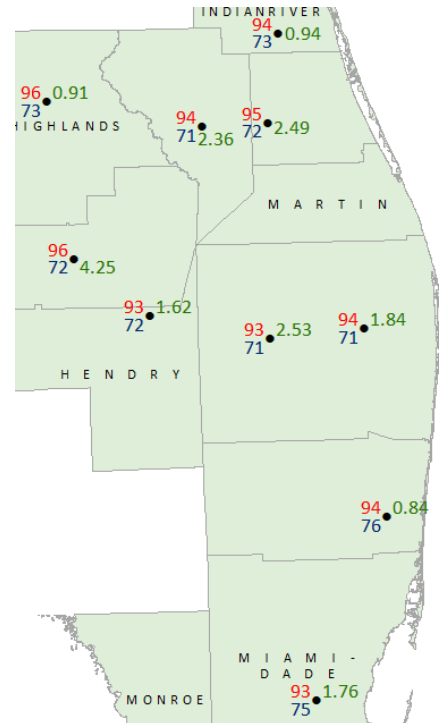 INDIANRIVER
94 0.94
73
96 0.91
73
HIGHLANDS
94
71 2.36
95
72 2.49
MARTIN
96
72 4.25
93 1.62
72
93 2.53
71
94 1.84
71
HENDRY
94 0.84
76
MIAMI-
DADE
93 1.76
75
MONROE